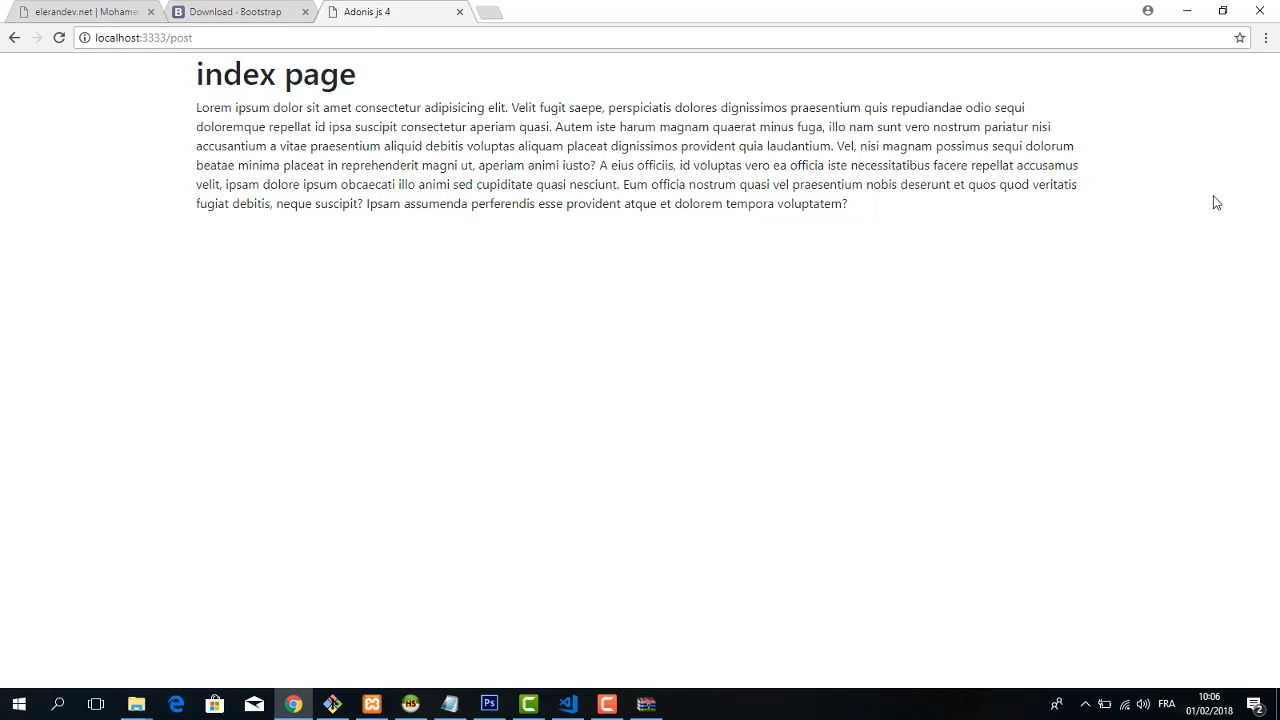 elerandev.net | Mohame
Download · Bootstrap
Adonis js 4
localhost:3333/post
index page
Lorem ipsum dolor sit amet consectetur adipisicing elit. Velit fugit saepe, perspiciatis dolores dignissimos praesentium quis repudiandae odio sequi
doloremque repellat id ipsa suscipit consectetur aperiam quasi. Autem iste harum magnam quaerat minus fuga, illo nam sunt vero nostrum pariatur nisi
accusantium a vitae praesentium aliquid debitis voluptas aliquam placeat dignissimos provident quia laudantium. Vel, nisi magnam possimus sequi dolorum
beatae minima placeat in reprehenderit magni ut, aperiam animi iusto? A eius officiis, id voluptas vero ea officia iste necessitatibus facere repellat accusamus
velit, ipsam dolore ipsum obcaecati illo animi sed cupiditate quasi nesciunt. Eum officia nostrum quasi vel praesentium nobis deserunt et quos quod veritatis
fugiat debitis, neque suscipit? Ipsam assumenda perferendis esse provident atque et dolorem tempora voluptatem?
HS
Ps
FRA
10:06
01/02/2018
2